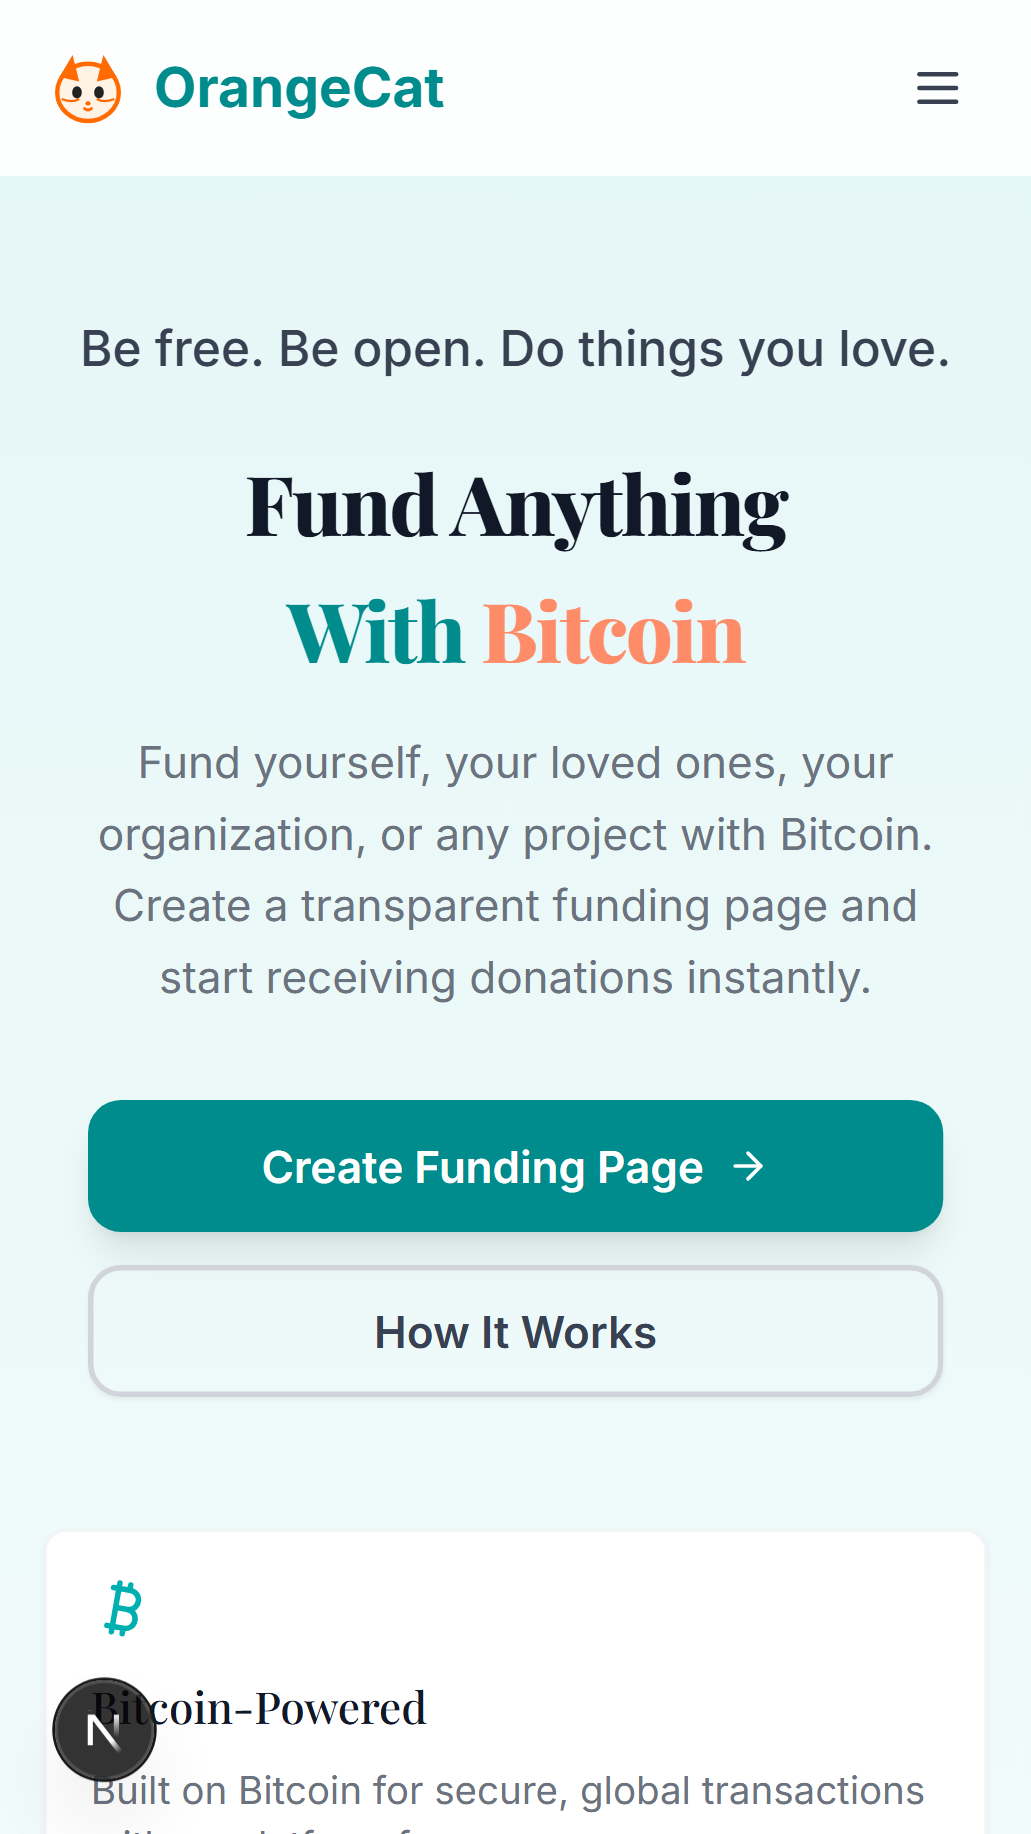 OrangeCat
Be free. Be open. Do things you love.
Fund Anything
With Bitcoin
Fund yourself, your loved ones, your
organization, or any project with Bitcoin.
Create a transparent funding page and
start receiving donations instantly.
Create Funding Page
How It Works
Bitcoin-Powered
N
Built on Bitcoin for secure, global transactions